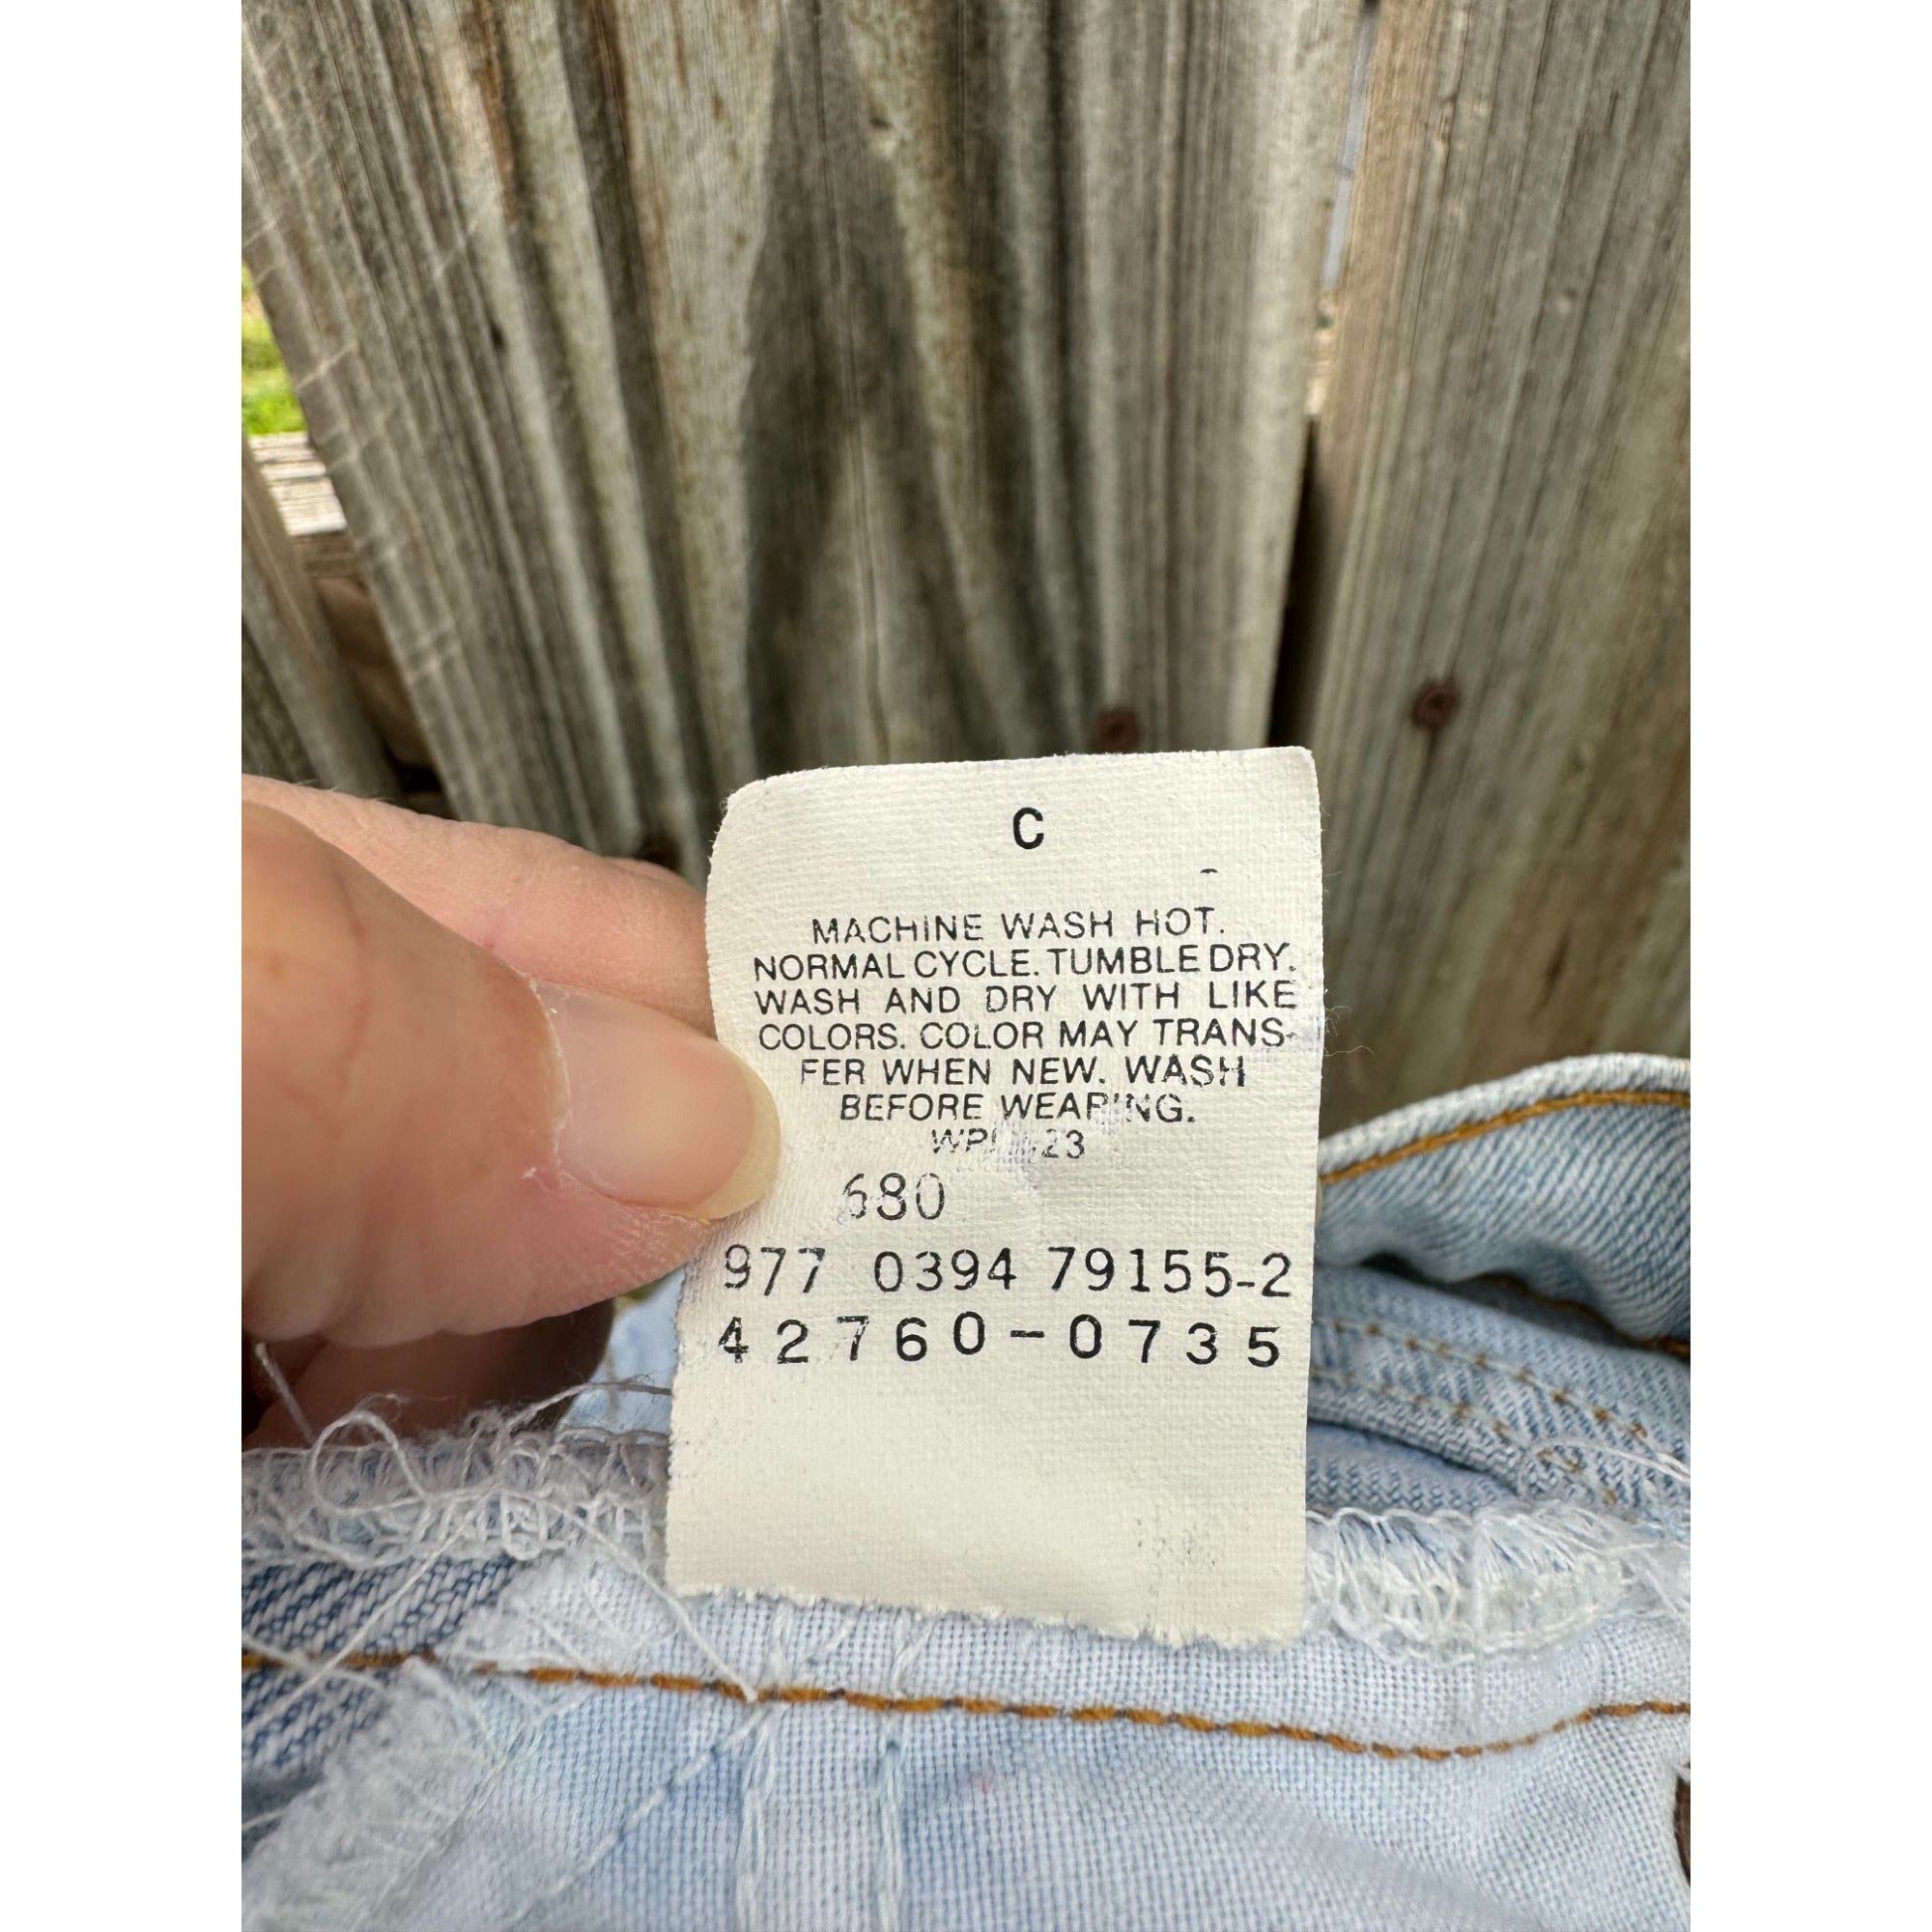 C
MACHINE WASH HOT.
NORMAL CYCLE. TUMBLE DRY.
WASH AND DRY WITH LIKE
COLORS. COLOR MAY TRANS-
FER WHEN NEW. WASH
BEFORE WEARING.
680
977 0394 79155-2
42760-0735